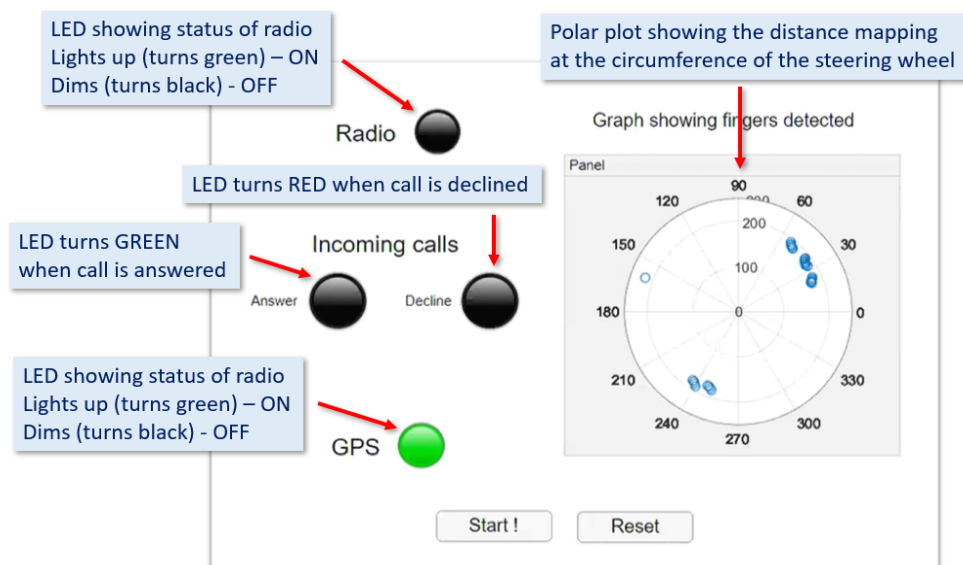 LED showing status of radio
Lights up (turns green) – ON
Dims (turns black) - OFF
Polar plot showing the distance mapping
at the circumference of the steering wheel
Radio
Graph showing fingers detected
LED turns RED when call is declined
Panel
LED turns GREEN
when call is answered
Incoming calls
Answer
Decline
90
60
30
0
330
300
270
240
210
180
150
120
200
100
0
LED showing status of radio
Lights up (turns green) – ON
Dims (turns black) - OFF
GPS
Start !
Reset